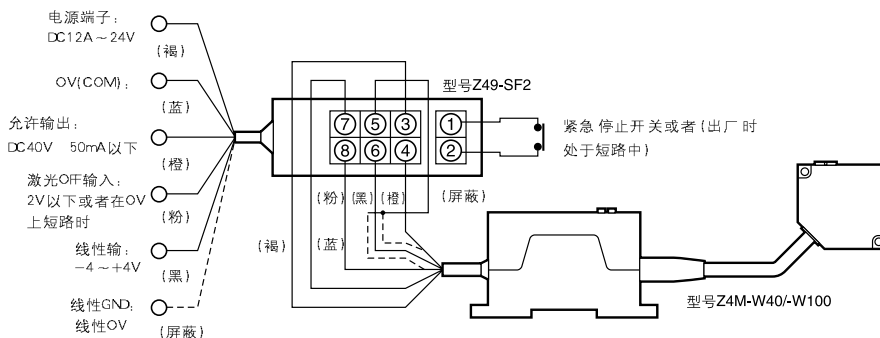 电源端子：
DC12A～24V
(褐)
OV(COM)：
(蓝)
允许输出：
DC40V 50mA以下
(橙)
激光OFF输入：
2V以下或者在OV
上短路时
(粉)
线性输：
-4～+4V
(黑)
线性GND：
线性OV
(屏蔽)
型号Z49-SF2
⑦ ⑤ ③ ①
⑧ ⑥ ④ ②
紧急 停止开关或者(出厂 时
处于短路中)
(粉) (黑) (橙) (屏蔽)
(褐) (蓝)
型号Z4M-W40/-W100